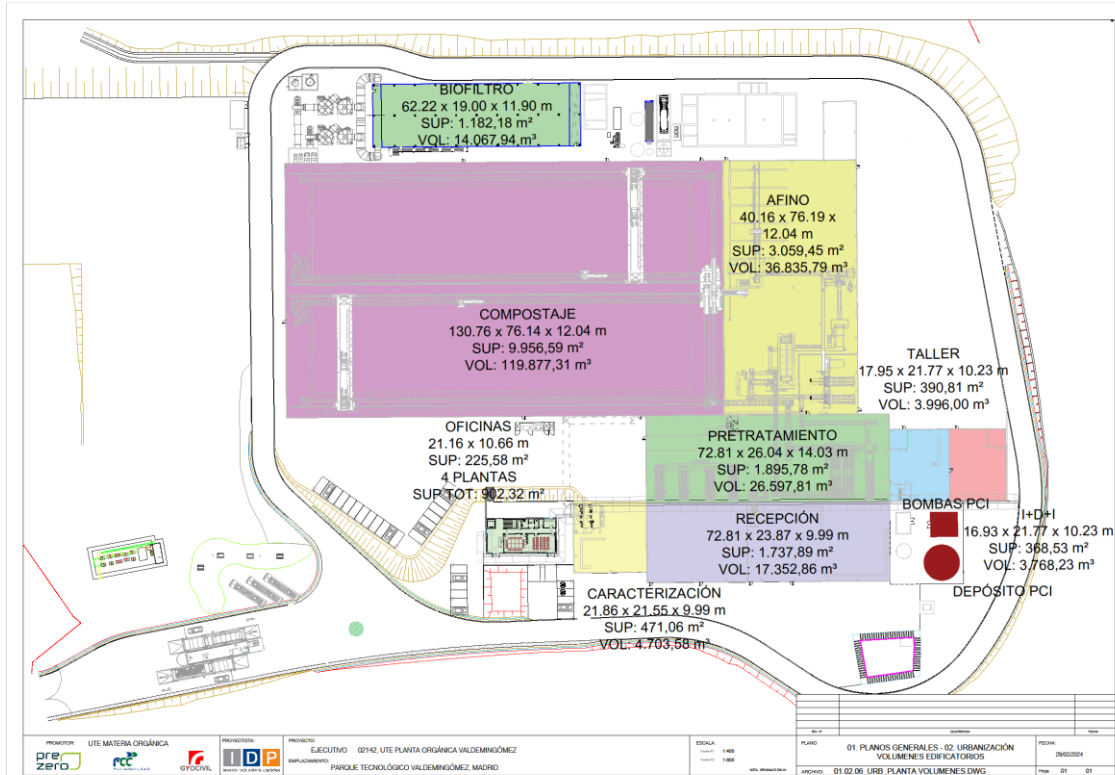 BIOFILTRO
62.22 x 19.00 x 11.90 m
SUP: 1.182,18 m²
VOL: 14.067,94 m³
AFINO
40.16 x 76.19 x
12.04 m
SUP: 3.059,45 m²
VOL: 36.835,79 m³
COMPOSTAJE
130.76 x 76.14 x 12.04 m
SUP: 9.956,59 m²
VOL: 119.877,31 m³
TALLER
17.95 x 21.77 x 10.23 m
SUP: 390,81 m²
VOL: 3.996,00 m³
OFICINAS
21.16 x 10.66 m
SUP: 225,58 m²
4 PLANTAS
SUP TOT: 902,32 m²
PRETRATAMIENTO
72.81 x 26.04 x 14.03 m
SUP: 1.895,78 m²
VOL: 26.597,81 m³
BOMBAS PCI
I+D+I
16.93 x 21.77 x 10.23 m
SUP: 368,53 m²
VOL: 3.768,23 m³
RECEPCIÓN
72.81 x 23.87 x 9.99 m
SUP: 1.737,89 m²
VOL: 17.352,86 m³
DEPÓSITO PCI
CARACTERIZACIÓN
21.86 x 21.55 x 9.99 m
SUP: 471,06 m²
VOL: 4.703,58 m³
PROMOTOR: UTE MATERIA ORGÁNICA
prezero
fcc
GYOCIVIL
PROYECTISTA:
IDP
PROYECTO:
EJECUTIVO 02142, UTE PLANTA ORGÁNICA VALDEMINGÓMEZ
EMPLAZAMIENTO:
PARQUE TECNOLÓGICO VALDEMINGÓMEZ, MADRID
ESCALA:
1:400
1:800
PLANO
01. PLANOS GENERALES - 02. URBANIZACIÓN
VOLUMENES EDIFICATORIOS
FECHA:
29/02/2024
ARCHIVO: 01.02.06_URB_PLANTA VOLUMENES.DWG
01 01